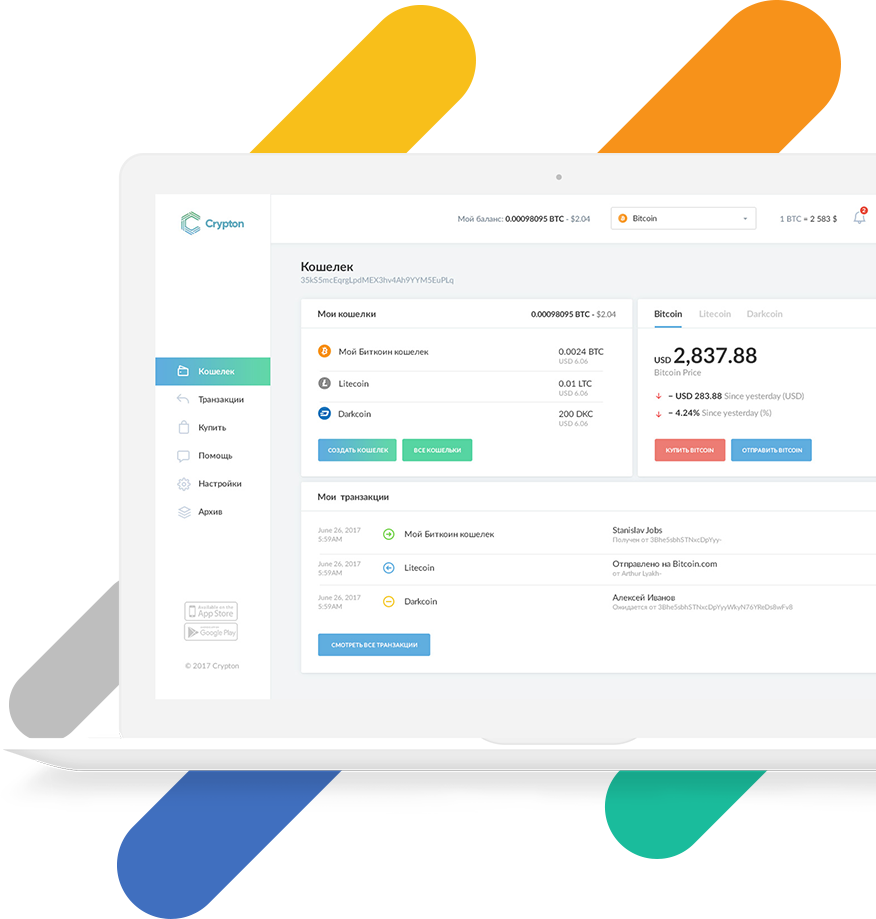 Crypton
Мой баланс: 0.00098095 BTC - $2.04
Bitcoin
1 BTC = 2 583 $
2
Кошелек
35kS5mcEqrgLpdMEX3hv4Ah9YYM5EuPLq
Мои кошелки
0.00098095 BTC - $2.04
Мой Биткоин кошелек
0.0024 BTC
USD 6.06
Litecoin
0.01 LTC
USD 6.06
Darkcoin
200 DKC
USD 6.06
СОЗДАТЬ КОШЕЛЕК
ВСЕ КОШЕЛЬКИ
Bitcoin
Litecoin
Darkcoin
USD 2,837.88
Bitcoin Price
– USD 283.88 Since yesterday (USD)
– 4.24% Since yesterday (%)
КУПИТЬ BITCOIN
ОТПРАВИТЬ BITCOIN
Кошелек
Транзакции
Купить
Помощь
Настройки
Архив
Мои транзакции
June 26, 2017
5:59AM
Мой Биткоин кошелек
Stanislav Jobs
Получен от 3Bhe5sbhSTNxcDpYyy-
June 26, 2017
5:59AM
Litecoin
Отправлено на Bitcoin.com
от Arthur Lyakh-
June 26, 2017
5:59AM
Darkcoin
Алексей Иванов
Ожидается от 3Bhe5sbhSTNxcDpYyyWkyN76YReDs8wFv8
СМОТРЕТЬ ВСЕ ТРАНЗАКЦИИ
Available on the
App Store
Google Play
© 2017 Crypton